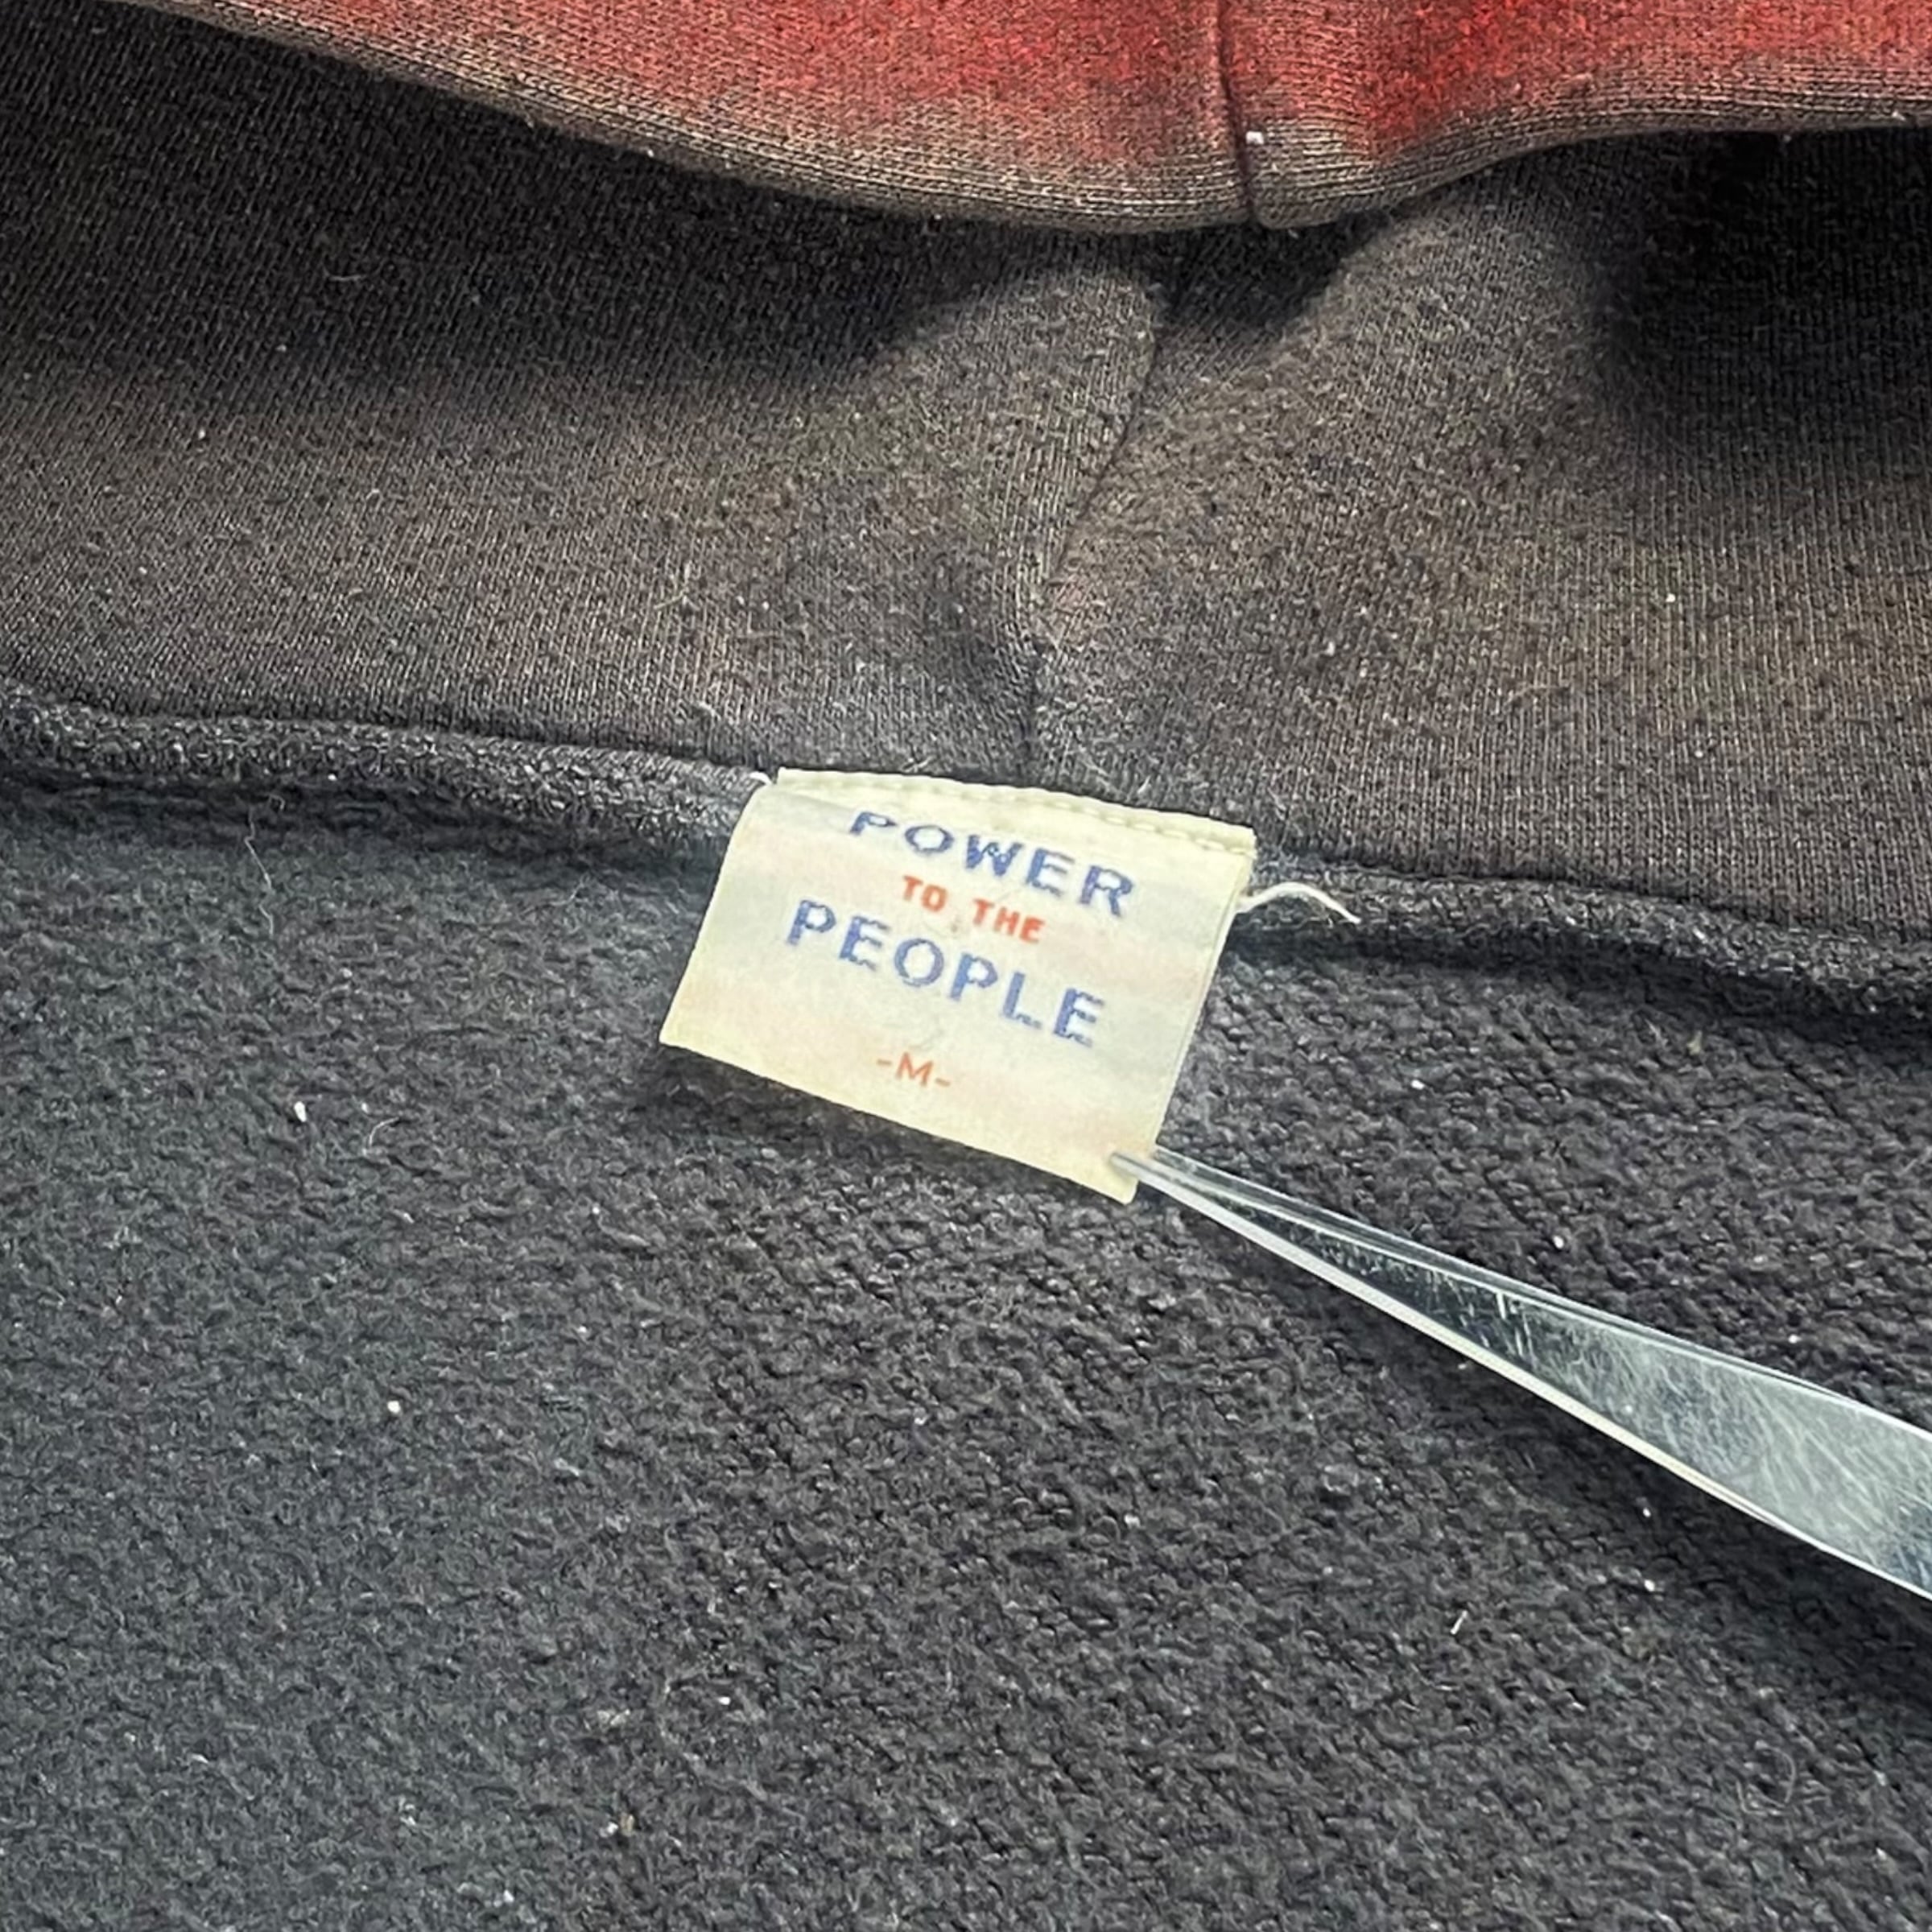 POWER
TO THE
PEOPLE
-M-